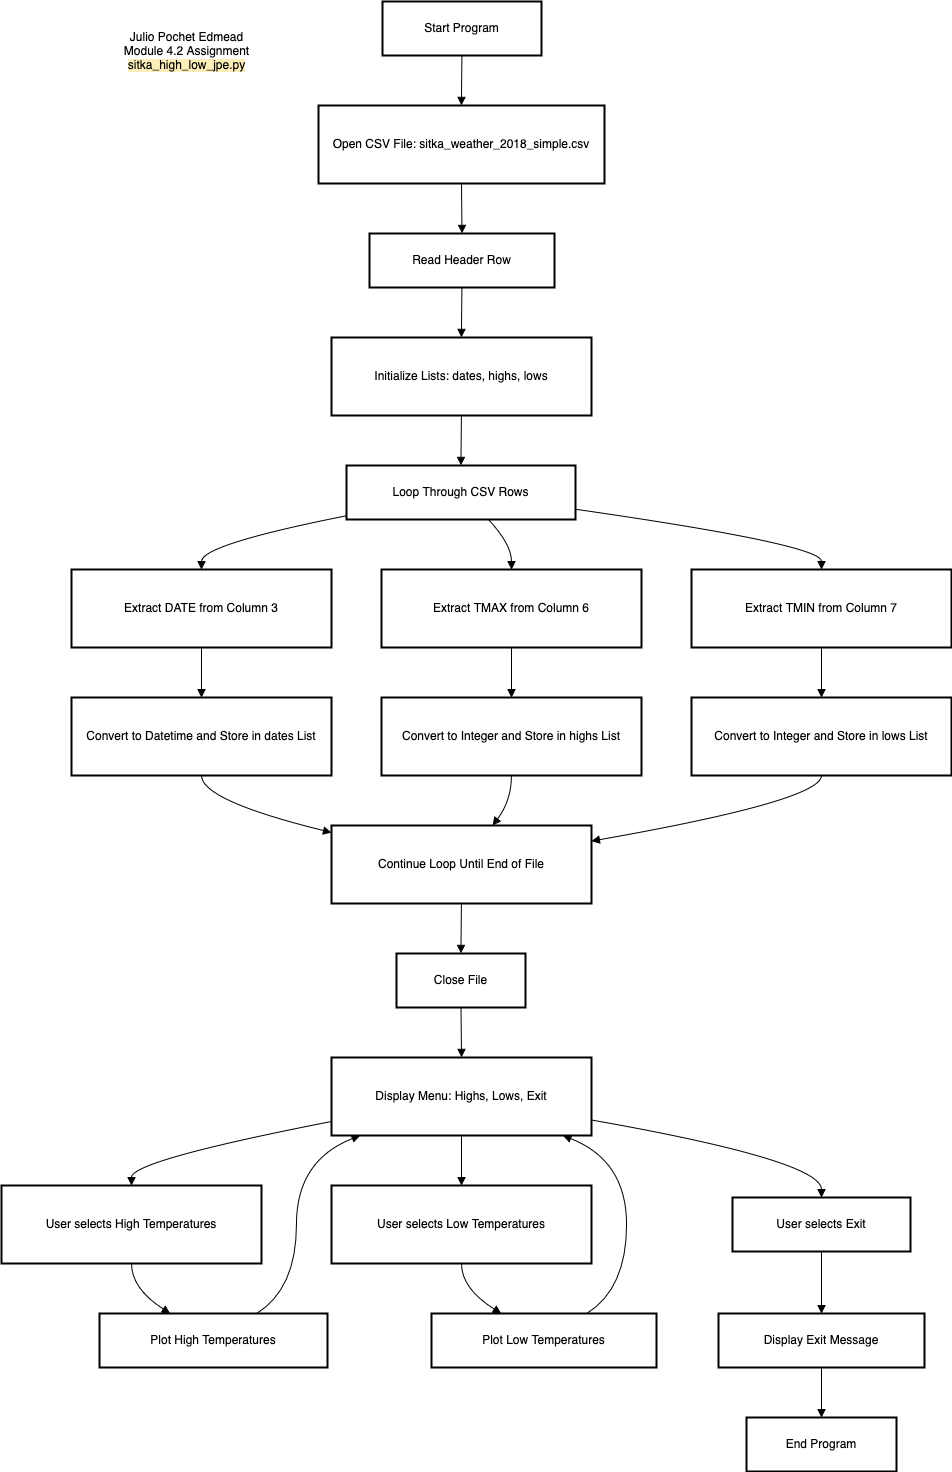 Julio Pochet Edmead
Module 4.2 Assignment
sitka_high_low_jpe.py
Start Program
Open CSV File: sitka_weather_2018_simple.csv
Read Header Row
Initialize Lists: dates, highs, lows
Loop Through CSV Rows
Extract DATE from Column 3
Extract TMAX from Column 6
Extract TMIN from Column 7
Convert to Datetime and Store in dates List
Convert to Integer and Store in highs List
Convert to Integer and Store in lows List
Continue Loop Until End of File
Close File
Display Menu: Highs, Lows, Exit
User selects High Temperatures
User selects Low Temperatures
User selects Exit
Plot High Temperatures
Plot Low Temperatures
Display Exit Message
End Program